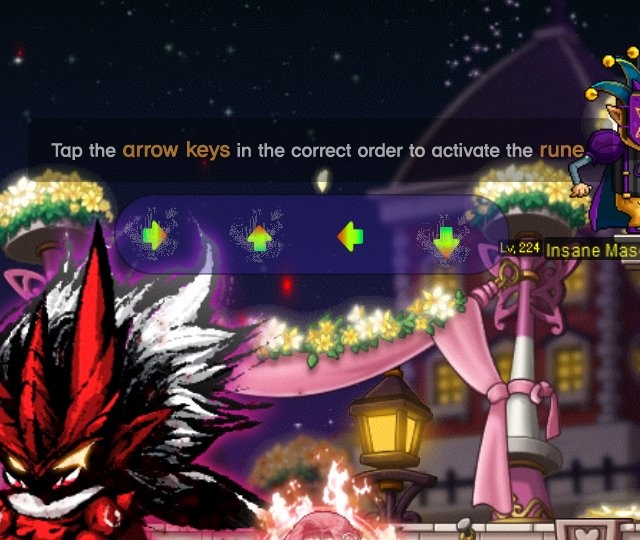 Tap the arrow keys in the correct order to activate the rune
Lv. 224 Insane Mas